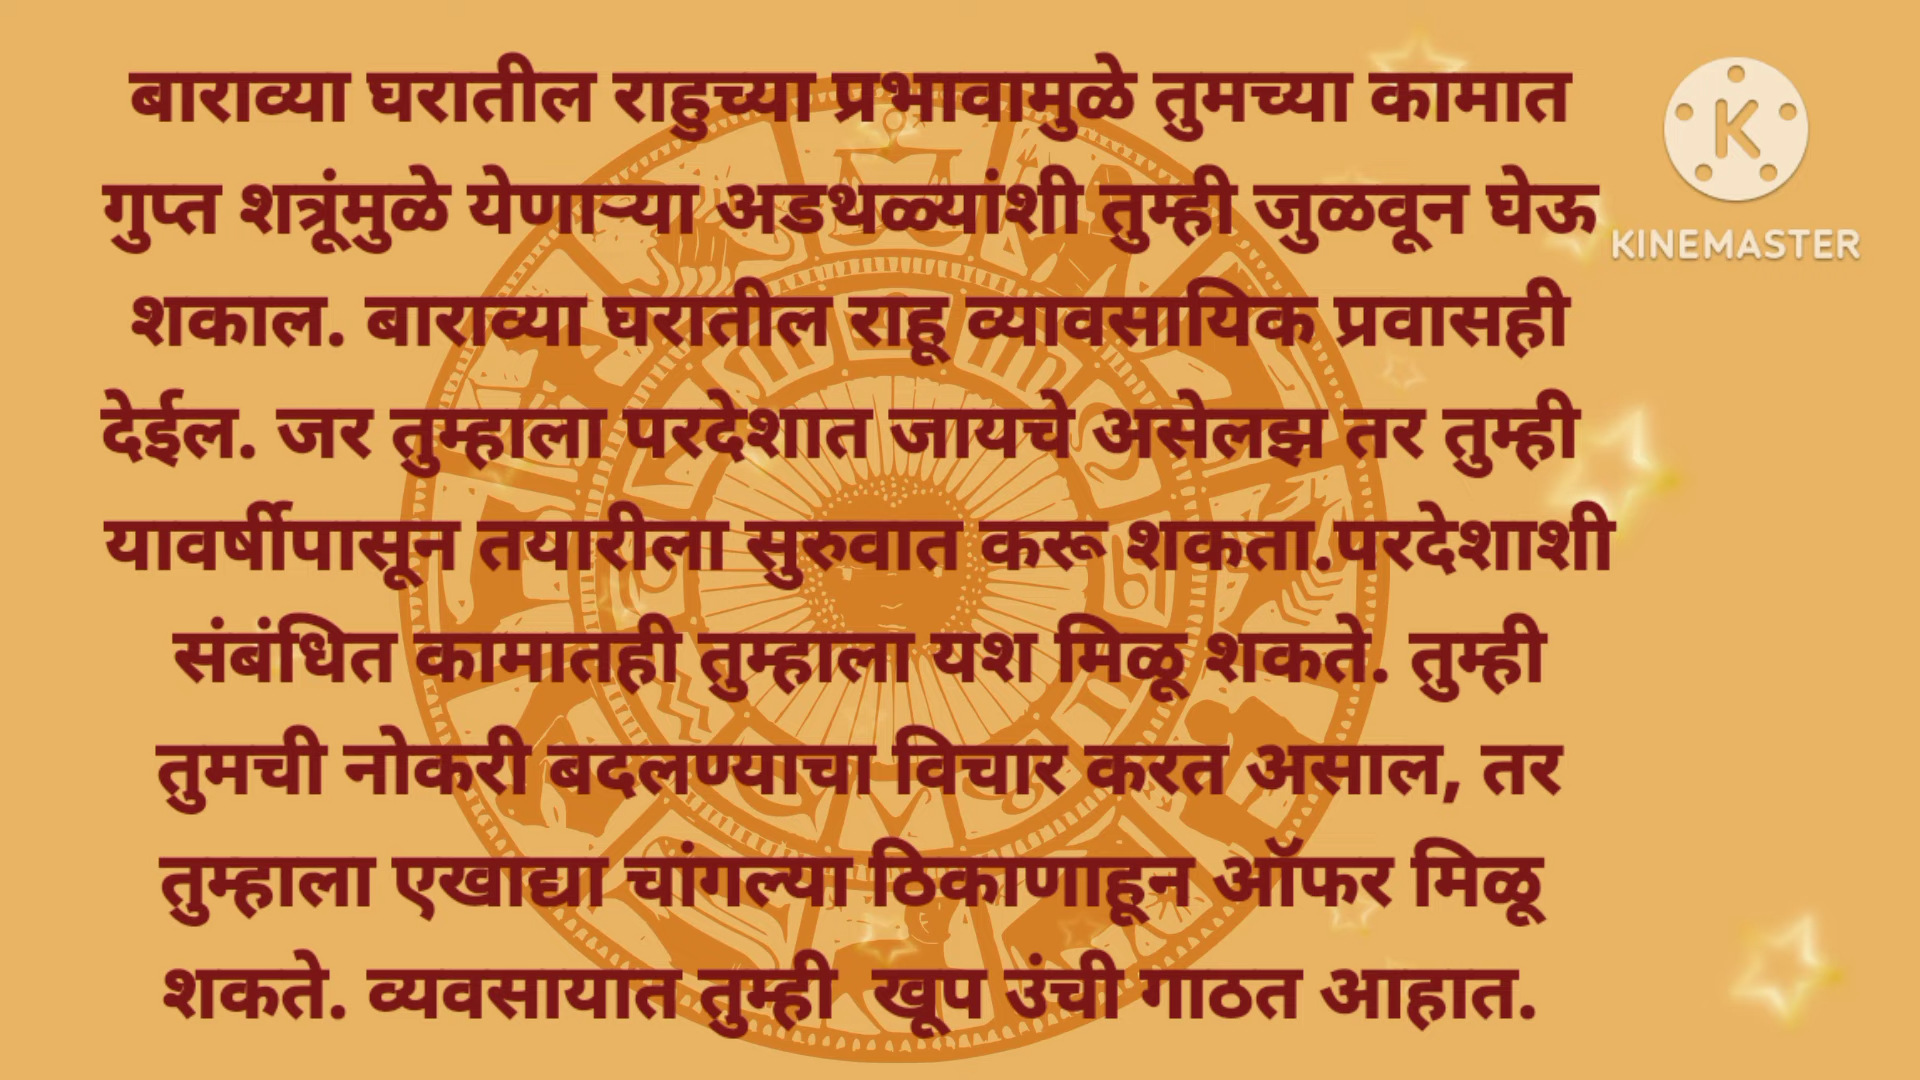 बाराव्या घरातील राहुच्या प्रभावामुळे तुमच्या कामात
गुप्त शत्रूंमुळे येणाऱ्या अडथळ्यांशी तुम्ही जुळवून घेऊ
शकाल. बाराव्या घरातील राहू व्यावसायिक प्रवासही
देईल. जर तुम्हाला परदेशात जायचे असेलझ तर तुम्ही
यावर्षीपासून तयारीला सुरुवात करू शकता.परदेशाशी
संबंधित कामातही तुम्हाला यश मिळू शकते. तुम्ही
तुमची नोकरी बदलण्याचा विचार करत असाल, तर
तुम्हाला एखाद्या चांगल्या ठिकाणाहून ऑफर मिळू
शकते. व्यवसायात तुम्ही  खूप उंची गाठत आहात.
K
KINEMASTER